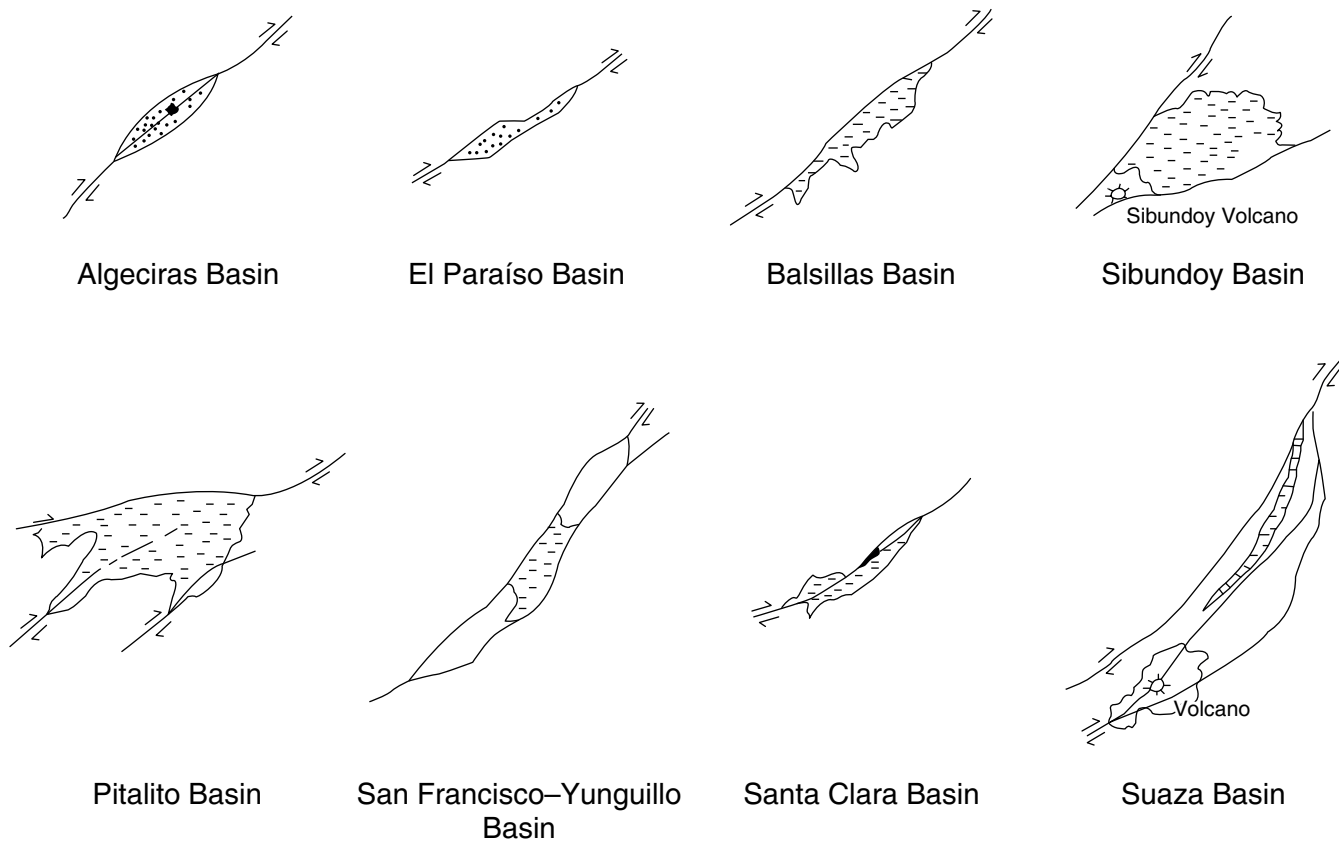 Sibundoy Volcano
Algeciras Basin
El Paraíso Basin
Balsillas Basin
Sibundoy Basin
Volcano
Pitalito Basin
San Francisco–Yunguillo
Basin
Santa Clara Basin
Suaza Basin